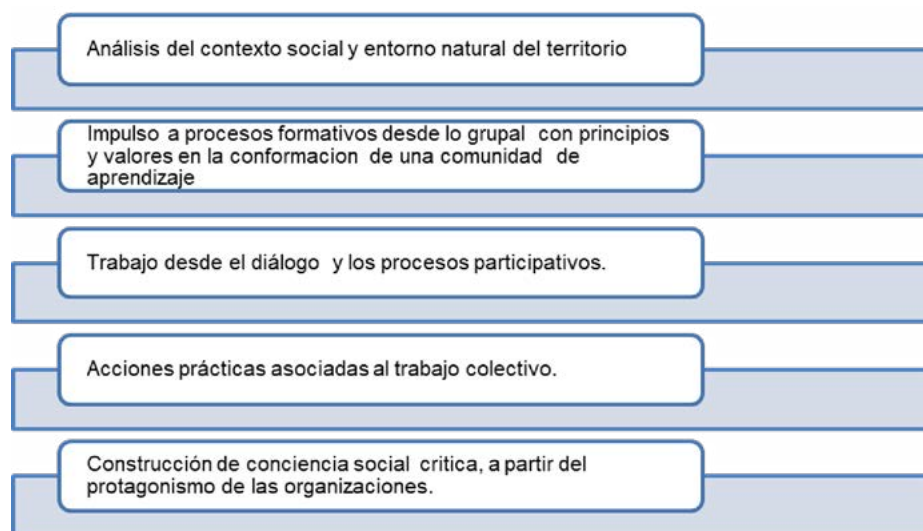 Análisis del contexto social y entorno natural del territorio
Impulso a procesos formativos desde lo grupal con principios
y valores en la conformacion de una comunidad de
aprendizaje
Trabajo desde el diálogo y los procesos participativos.
Acciones prácticas asociadas al trabajo colectivo.
Construcción de conciencia social critica, a partir del
protagonismo de las organizaciones.